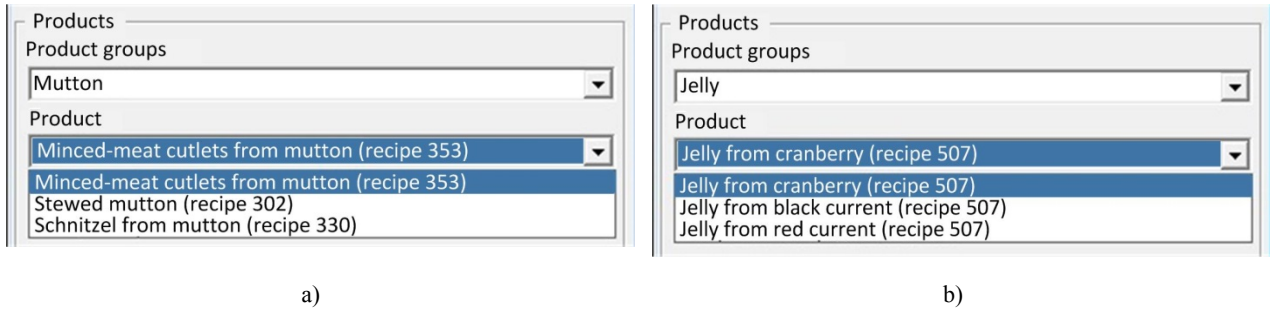 Products
Product groups
Mutton
Product
Minced-meat cutlets from mutton (recipe 353)
Minced-meat cutlets from mutton (recipe 353)
Stewed mutton (recipe 302)
Schnitzel from mutton (recipe 330)
a)
Products
Product groups
Jelly
Product
Jelly from cranberry (recipe 507)
Jelly from cranberry (recipe 507)
Jelly from black current (recipe 507)
Jelly from red current (recipe 507)
b)